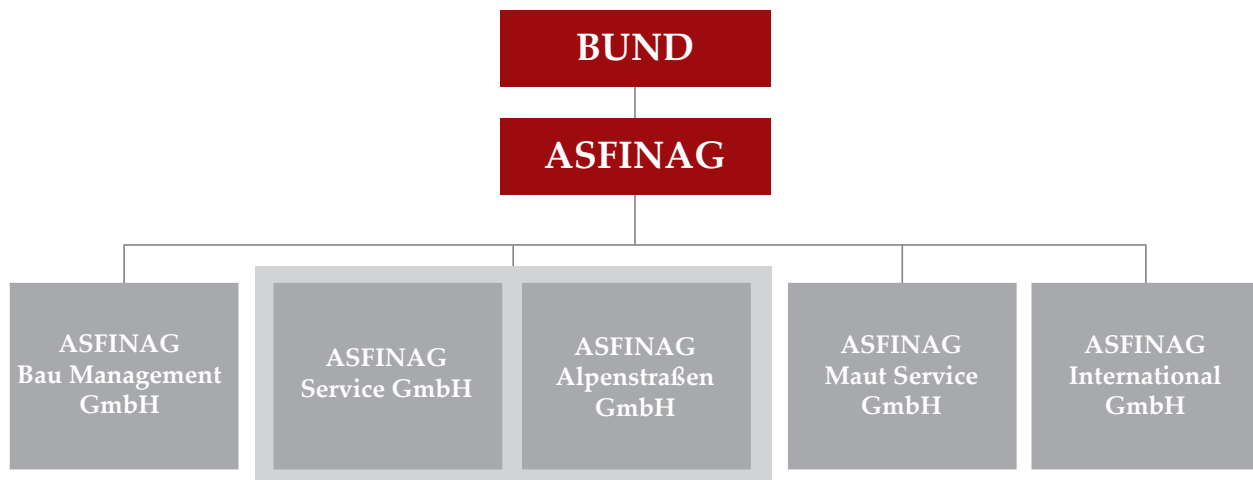 BUND
ASFINAG
ASFINAG
Bau Management
GmbH
ASFINAG
Service GmbH
ASFINAG
Alpenstraßen
GmbH
ASFINAG
Maut Service
GmbH
ASFINAG
International
GmbH